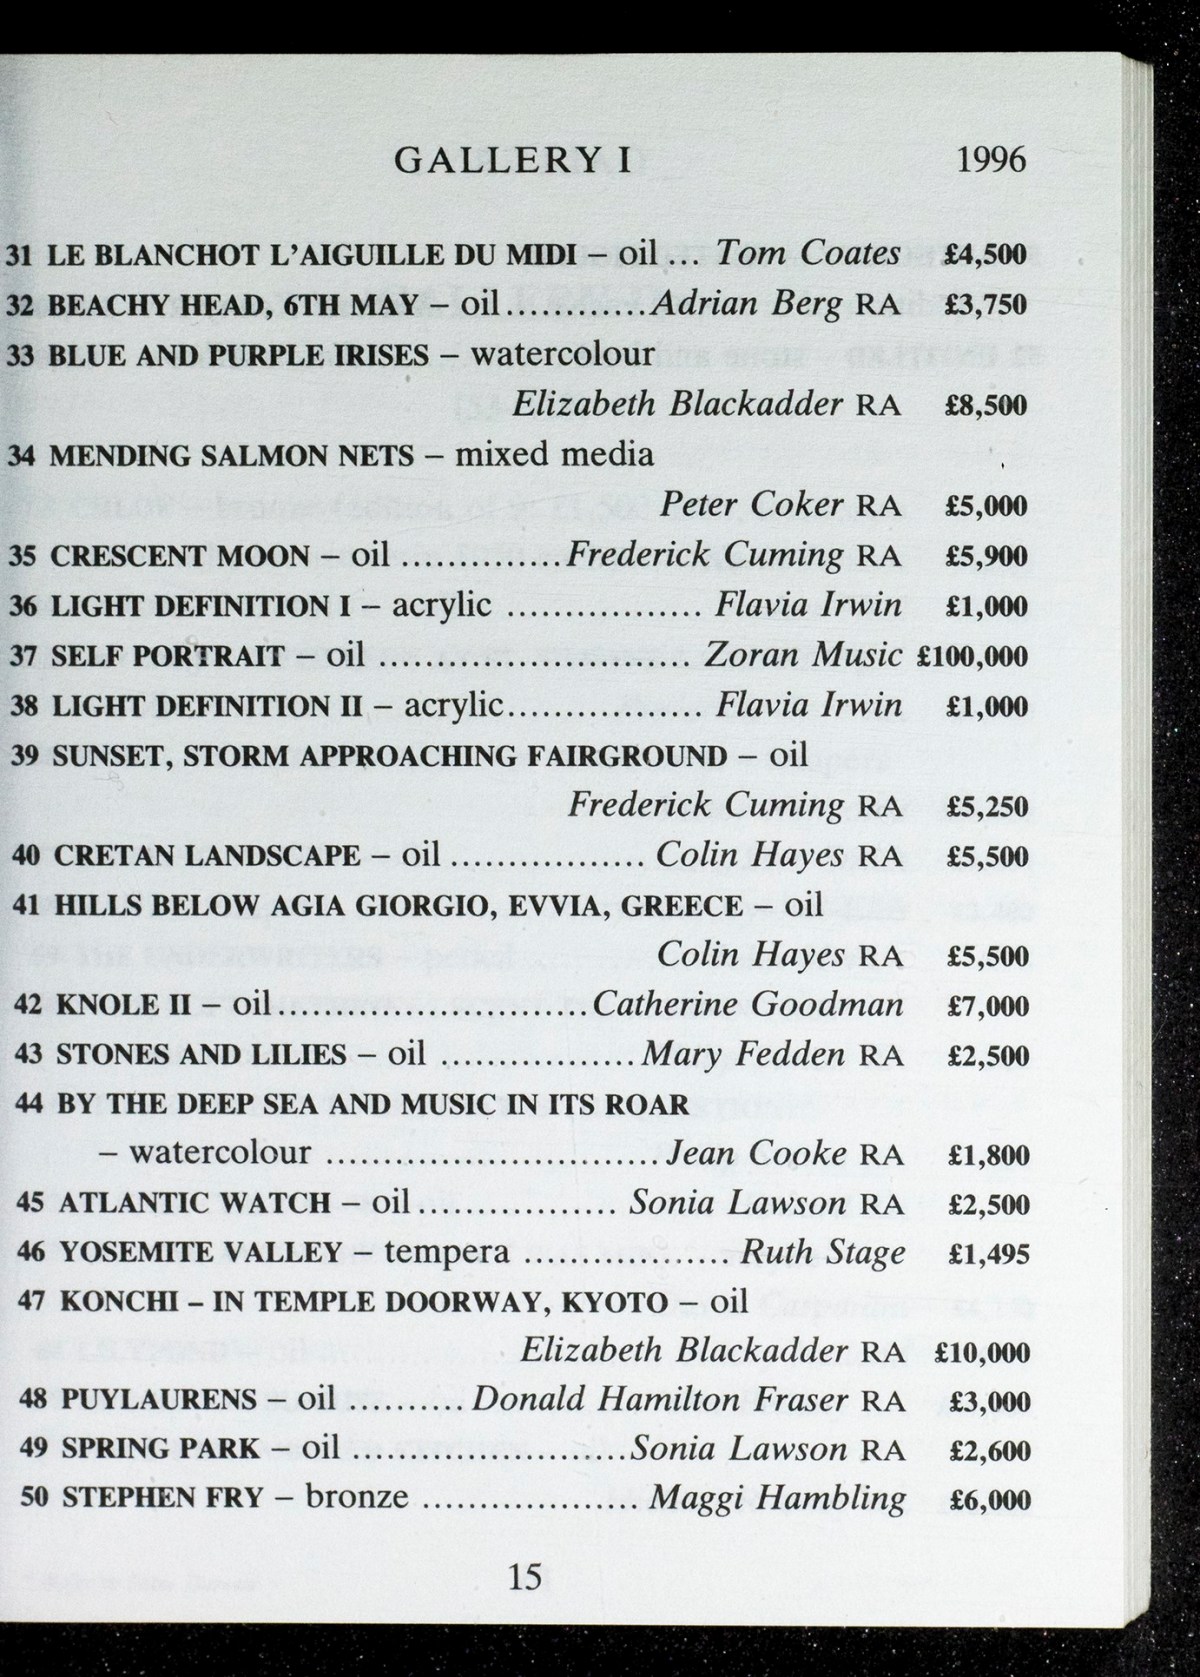 GALLERY I 1996
31 LE BLANCHOT L'AIGUILLE DU MIDI – oil ... Tom Coates £4,500
32 BEACHY HEAD, 6TH MAY – oil.............Adrian Berg RA £3,750
33 BLUE AND PURPLE IRISES – watercolour
Elizabeth Blackadder RA £8,500
34 MENDING SALMON NETS – mixed media
Peter Coker RA £5,000
35 CRESCENT MOON – oil ...............Frederick Cuming RA £5,900
36 LIGHT DEFINITION I – acrylic ................. Flavia Irwin £1,000
37 SELF PORTRAIT – oil ............................... Zoran Music £100,000
38 LIGHT DEFINITION II – acrylic................. Flavia Irwin £1,000
39 SUNSET, STORM APPROACHING FAIRGROUND – oil
Frederick Cuming RA £5,250
40 CRETAN LANDSCAPE – oil ................... Colin Hayes RA £5,500
41 HILLS BELOW AGIA GIORGIO, EVVIA, GREECE – oil
Colin Hayes RA £5,500
42 KNOLE II – oil...............................Catherine Goodman £7,000
43 STONES AND LILIES – oil ...................Mary Fedden RA £2,500
44 BY THE DEEP SEA AND MUSIC IN ITS ROAR
– watercolour .................................Jean Cooke RA £1,800
45 ATLANTIC WATCH – oil.................... Sonia Lawson RA £2,500
46 YOSEMITE VALLEY – tempera .................... Ruth Stage £1,495
47 KONCHI – IN TEMPLE DOORWAY, KYOTO – oil
Elizabeth Blackadder RA £10,000
48 PUYLAURENS – oil .......... Donald Hamilton Fraser RA £3,000
49 SPRING PARK – oil ...........................Sonia Lawson RA £2,600
50 STEPHEN FRY – bronze ..................... Maggi Hambling £6,000
15